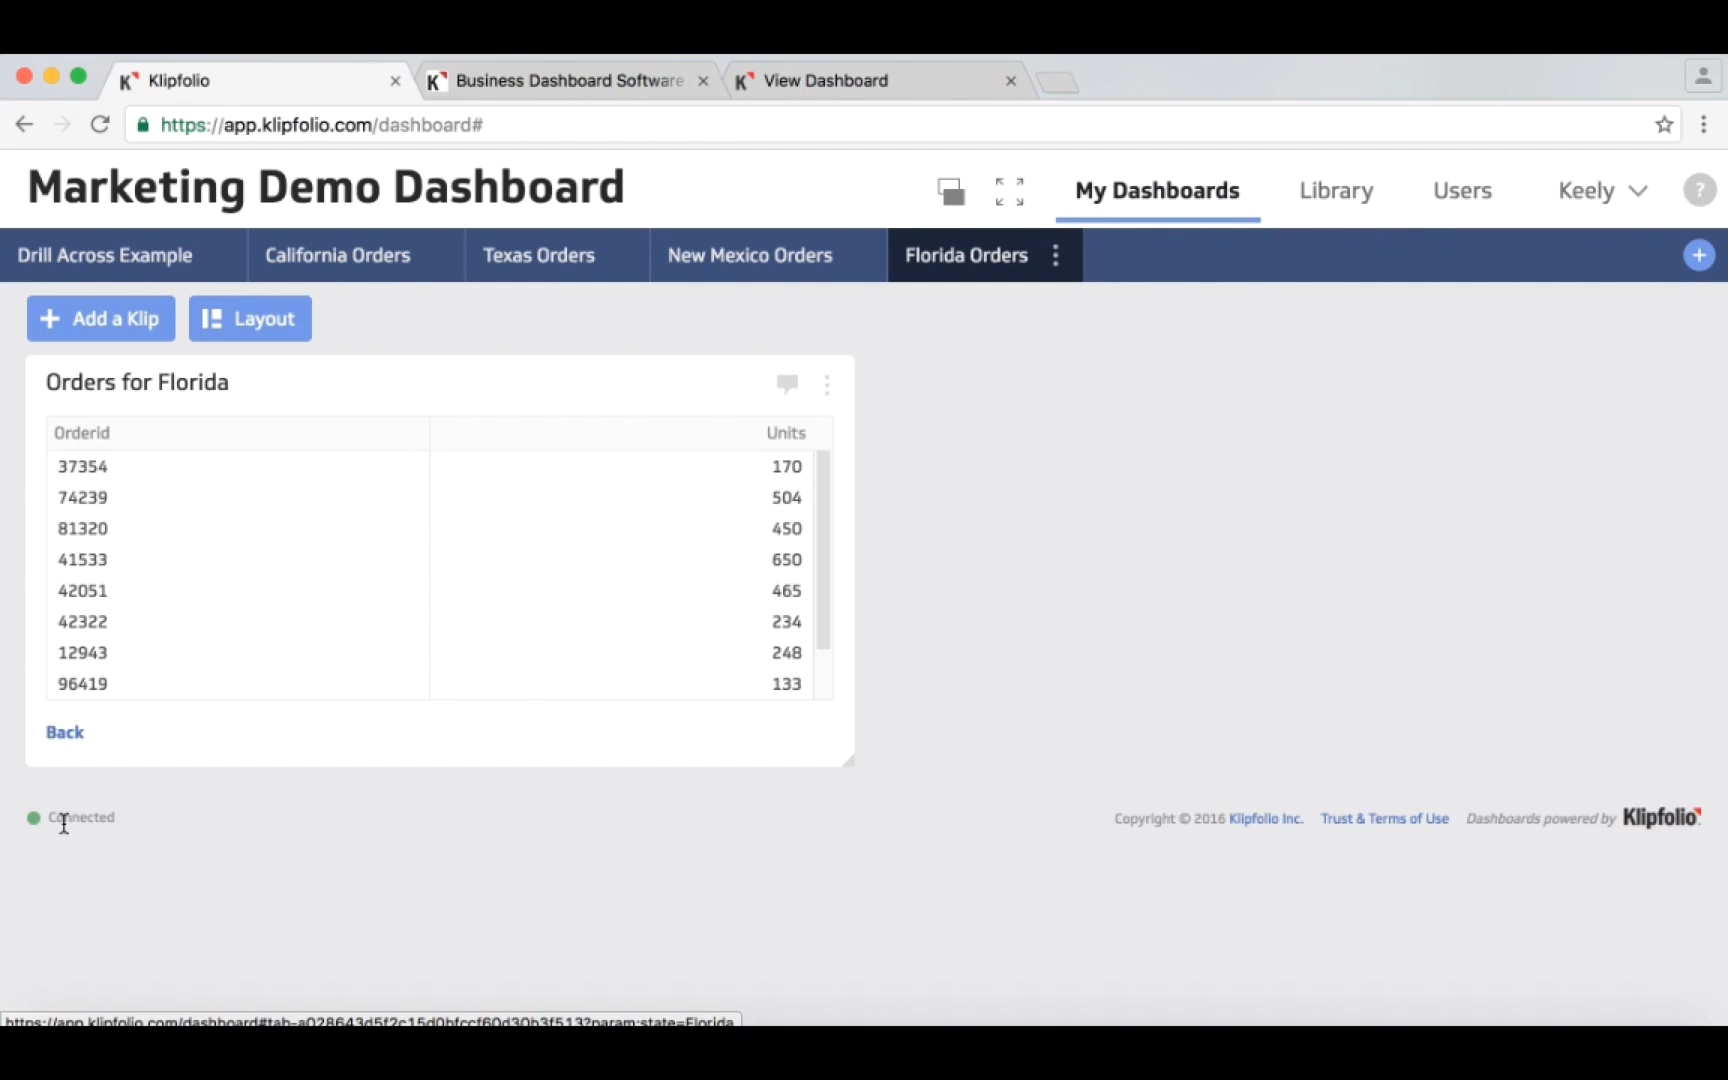 Klipfolio
Business Dashboard Software
View Dashboard
https://app.klipfolio.com/dashboard#
Marketing Demo Dashboard
My Dashboards
Library
Users
Keely
?
Drill Across Example
California Orders
Texas Orders
New Mexico Orders
Florida Orders
+ Add a Klip
Layout
Orders for Florida
Orderid Units
37354 170
74239 504
81320 450
41533 650
42051 465
42322 234
12943 248
96419 133
Back
Connected
Copyright © 2016 Klipfolio Inc. Trust & Terms of Use Dashboards powered by Klipfolio